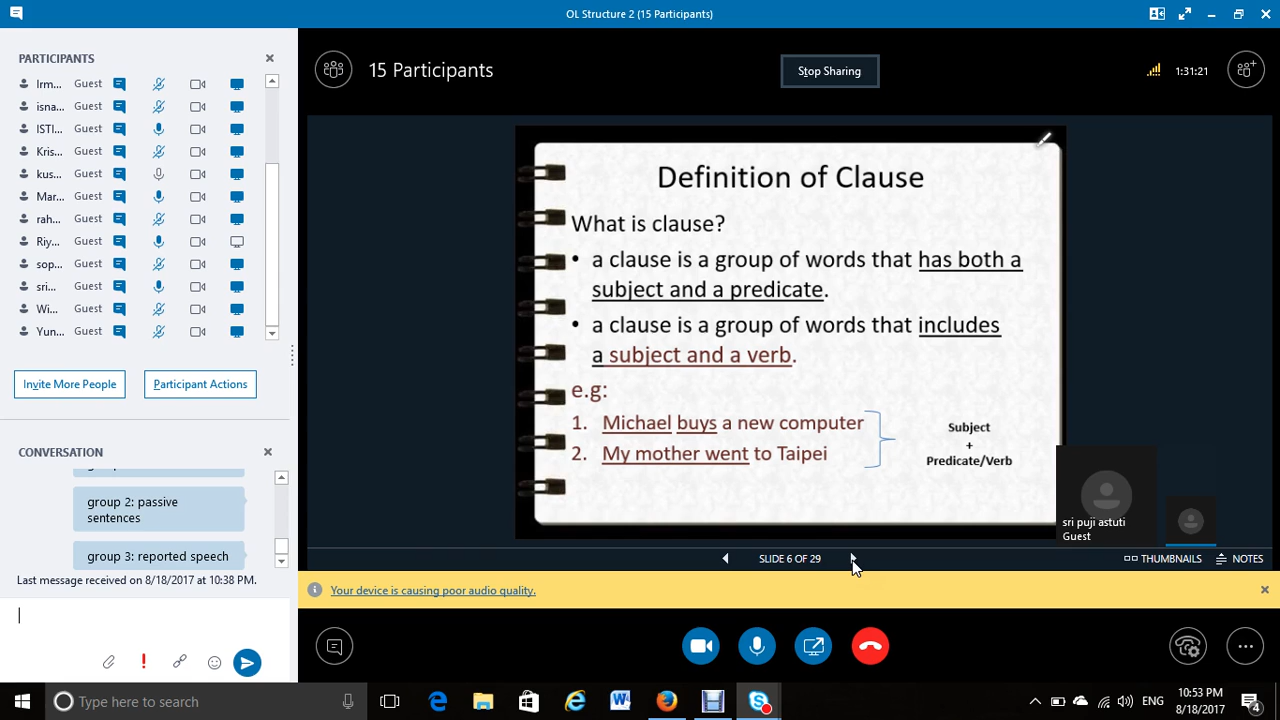 OL Structure 2 (15 Participants)
PARTICIPANTS
Irm... Guest
isna... Guest
ISTI... Guest
Kris... Guest
kus... Guest
Mar... Guest
rah... Guest
Riy... Guest
sop... Guest
sri... Guest
Wi... Guest
Yun... Guest
Invite More People
Participant Actions
CONVERSATION
group 2: passive
sentences
group 3: reported speech
Last message received on 8/18/2017 at 10:38 PM.
15 Participants
Stop Sharing
1:31:21
Definition of Clause
What is clause?
• a clause is a group of words that has both a
subject and a predicate.
• a clause is a group of words that includes
a subject and a verb.
e.g:
1. Michael buys a new computer
2. My mother went to Taipei
Subject
+
Predicate/Verb
sri puji astuti
Guest
SLIDE 6 OF 29
THUMBNAILS
NOTES
Your device is causing poor audio quality.
Type here to search
ENG
10:53 PM
8/18/2017
4